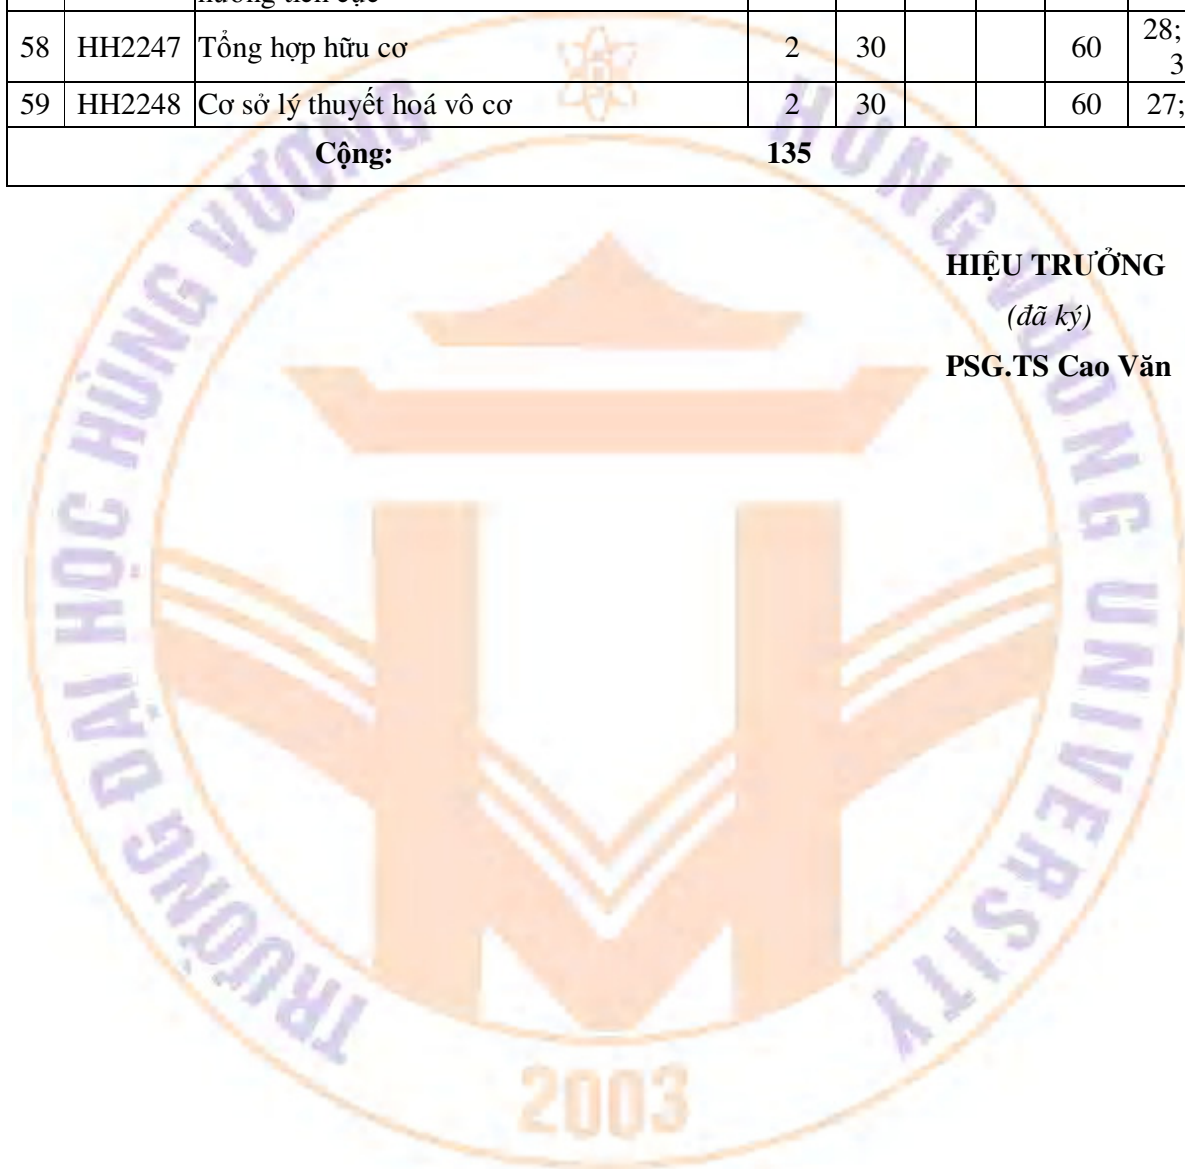 58 HH2247 Tổng hợp hữu cơ 2 30 60 28;
3
59 HH2248 Cơ sở lý thuyết hoá vô cơ 2 30 60 27;
Cộng: 135
HIỆU TRƯỞNG
(đã ký)
PSG.TS Cao Văn
TRƯỜNG ĐẠI HỌC HÙNG VƯƠNG
HUNG VUONG UNIVERSITY
2003